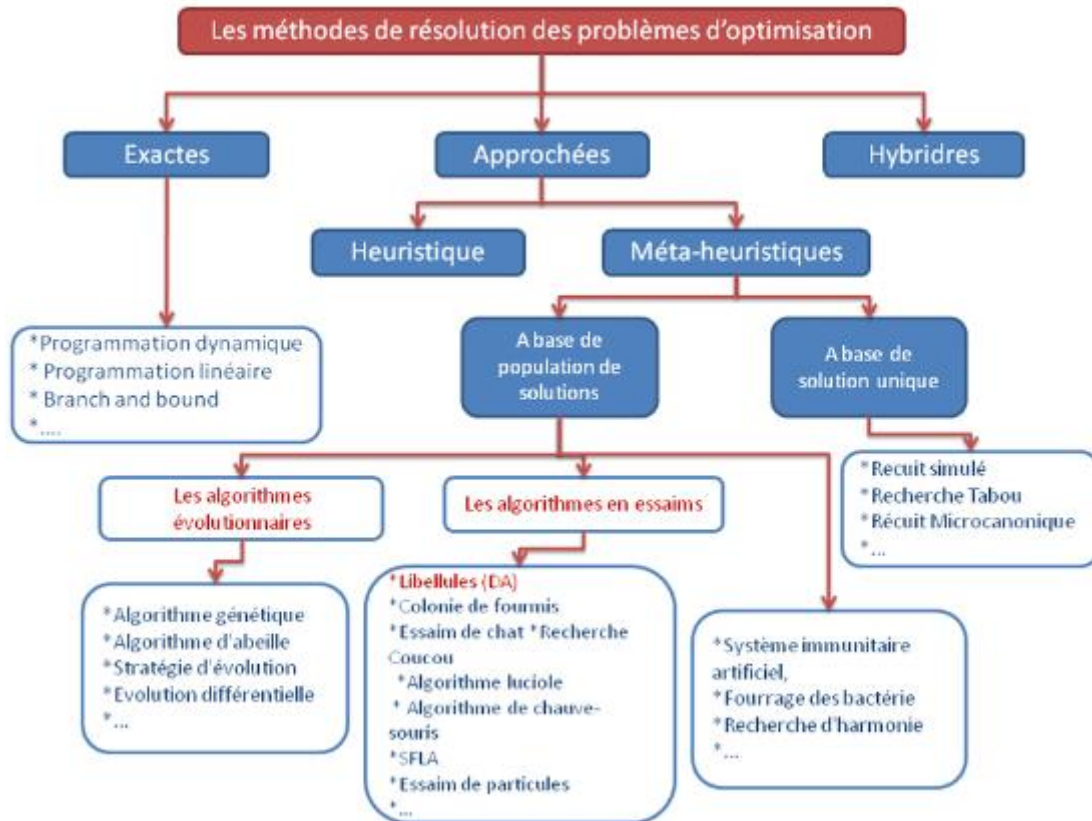 Les méthodes de résolution des problèmes d'optimisation
Exactes
Approchées
Hybridres
Heuristique
Méta-heuristiques
*Programmation dynamique
* Programmation linéaire
* Branch and bound
*....
A base de
population de
solutions
A base de
solution unique
*Recuit simulé
*Recherche Tabou
*Récuit Microcanonique
*...
Les algorithmes
évolutionnaires
Les algorithmes en essaims
*Algorithme génétique
*Algorithme d'abeille
*Stratégie d'évolution
*Evolution différentielle
*...
*Libellules (DA)
*Colonie de fourmis
*Essaim de chat *Recherche
Coucou
*Algorithme luciole
* Algorithme de chauve-
souris
*SFLA
*Essaim de particules
*...
*Système immunitaire
artificiel,
*Fourrage des bactérie
*Recherche d'harmonie
*...